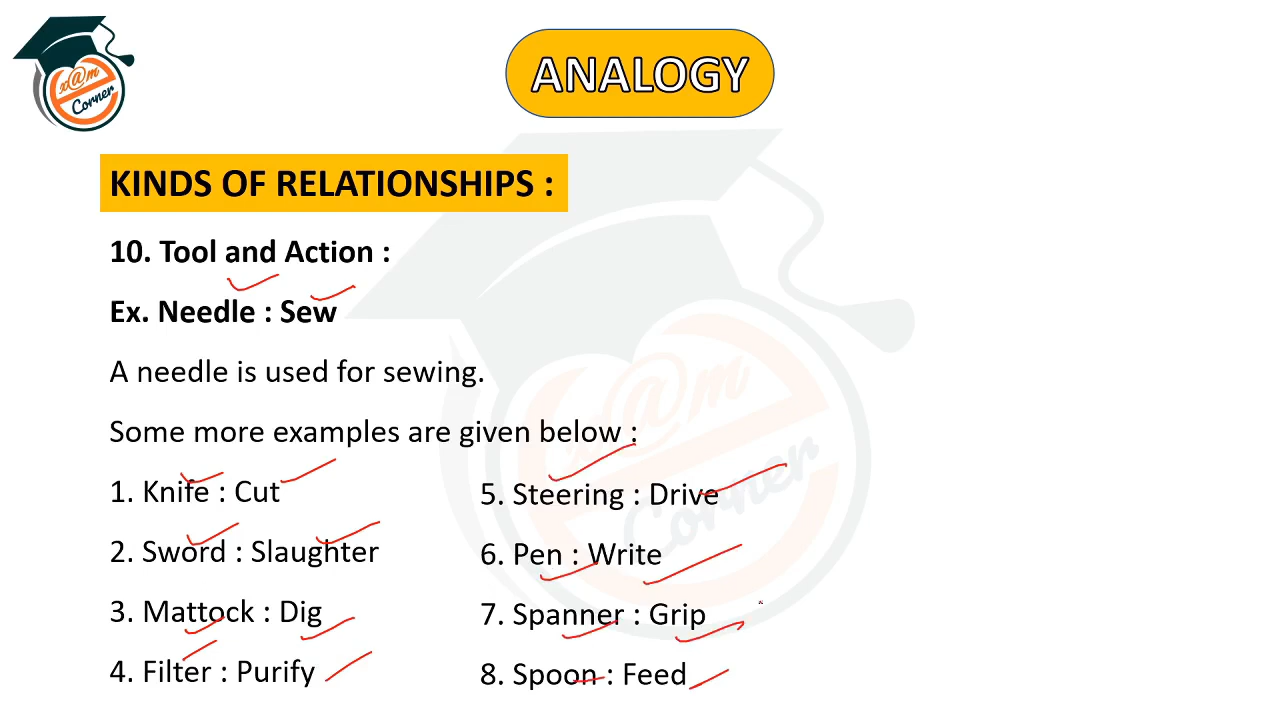 x@m
Corner
ANALOGY
KINDS OF RELATIONSHIPS :
10. Tool and Action :
Ex. Needle : Sew
A needle is used for sewing.
Some more examples are given below :
1. Knife : Cut
2. Sword : Slaughter
3. Mattock : Dig
4. Filter : Purify
5. Steering : Drive
6. Pen : Write
7. Spanner : Grip
8. Spoon : Feed
x@m
Corner